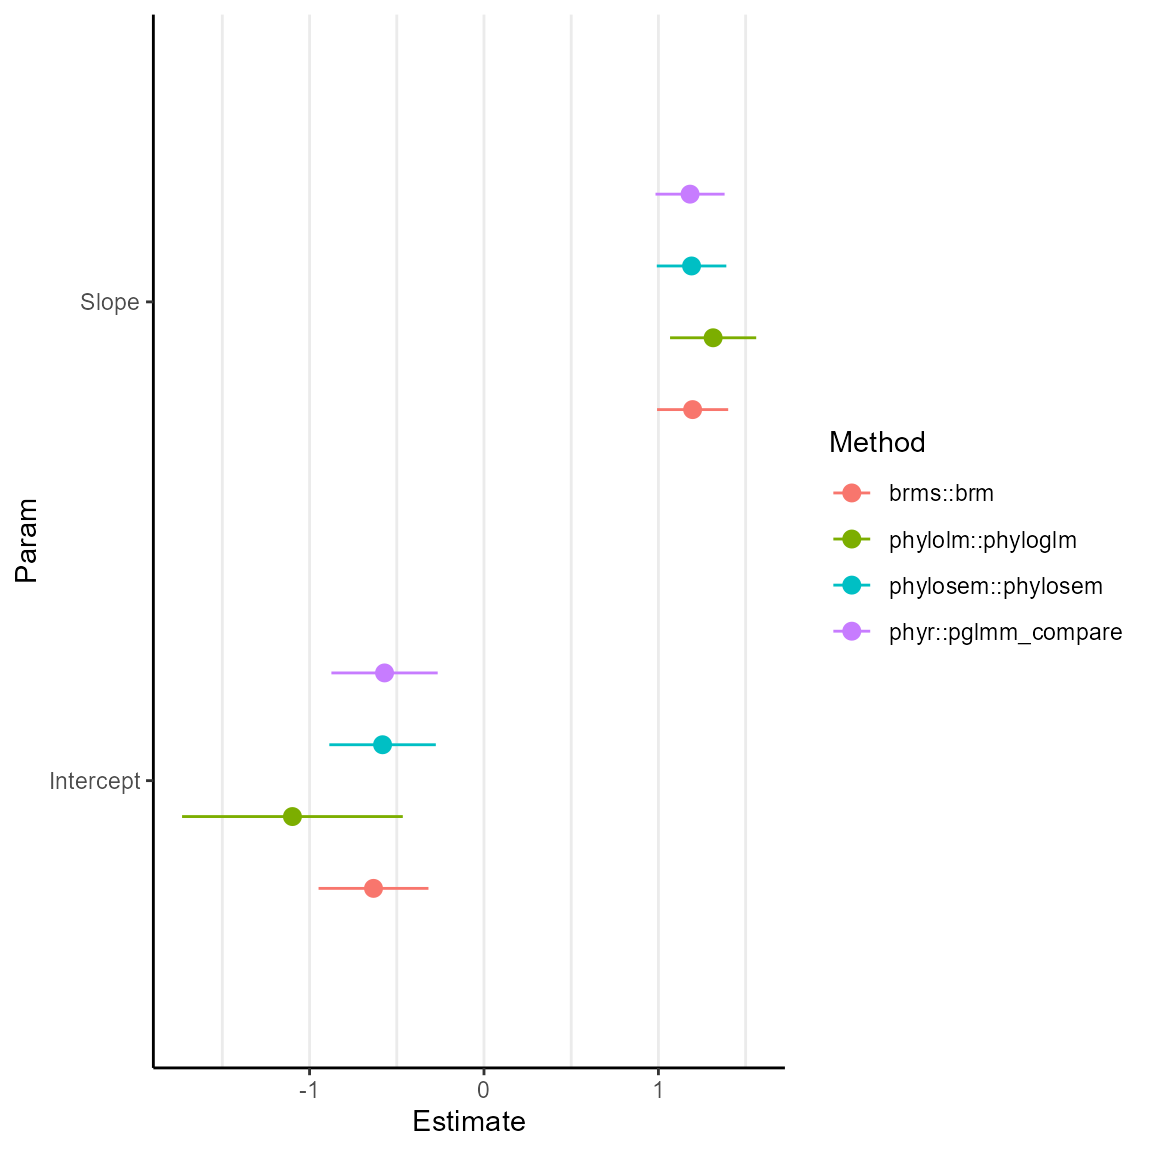 Slope
Intercept
Param
-1
0
1
Estimate
Method
brms::brm
phylolm::phyloglm
phylosem::phylosem
phyr::pglmm_compare